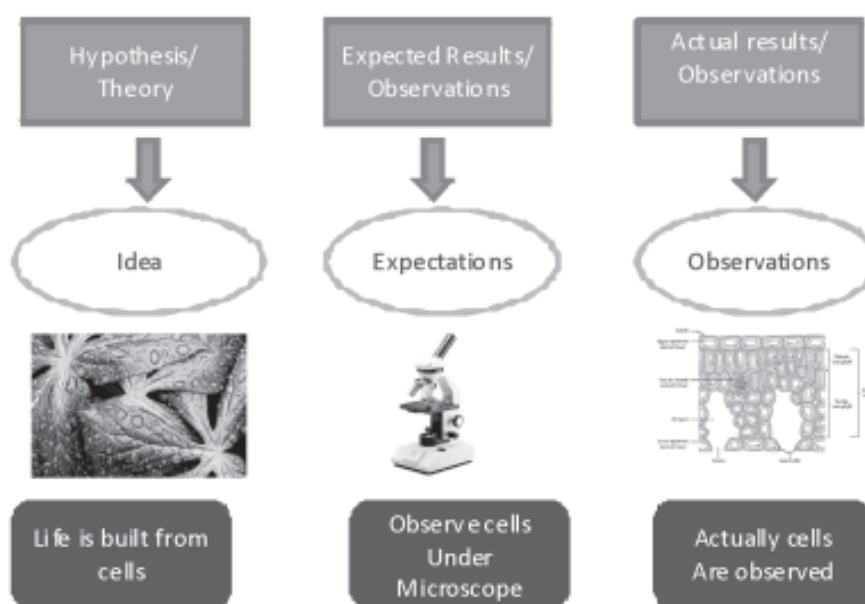 Hypothesis/
Theory
Expected Results/
Observations
Actual results/
Observations
Idea
Expectations
Observations
Life is built from
cells
Observe cells
Under
Microscope
Actually cells
Are observed